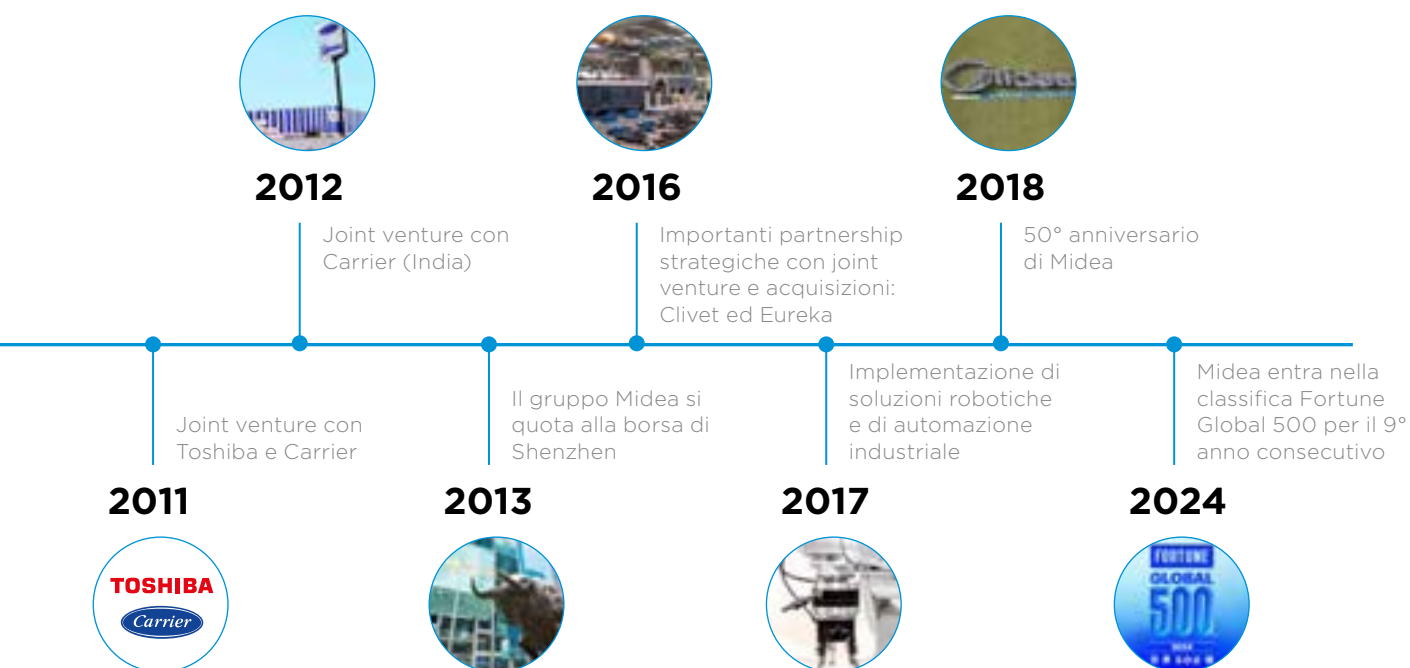 2012
2016
2018
Joint venture con
Carrier (India)
Importanti partnership
strategiche con joint
venture e acquisizioni:
Clivet ed Eureka
50° anniversario
di Midea
Joint venture con
Toshiba e Carrier
Il gruppo Midea si
quota alla borsa di
Shenzhen
Implementazione di
soluzioni robotiche
e di automazione
industriale
Midea entra nella
classifica Fortune
Global 500 per il 9°
anno consecutivo
2011
2013
2017
2024
TOSHIBA
Carrier
FORTUNE
GLOBAL
500